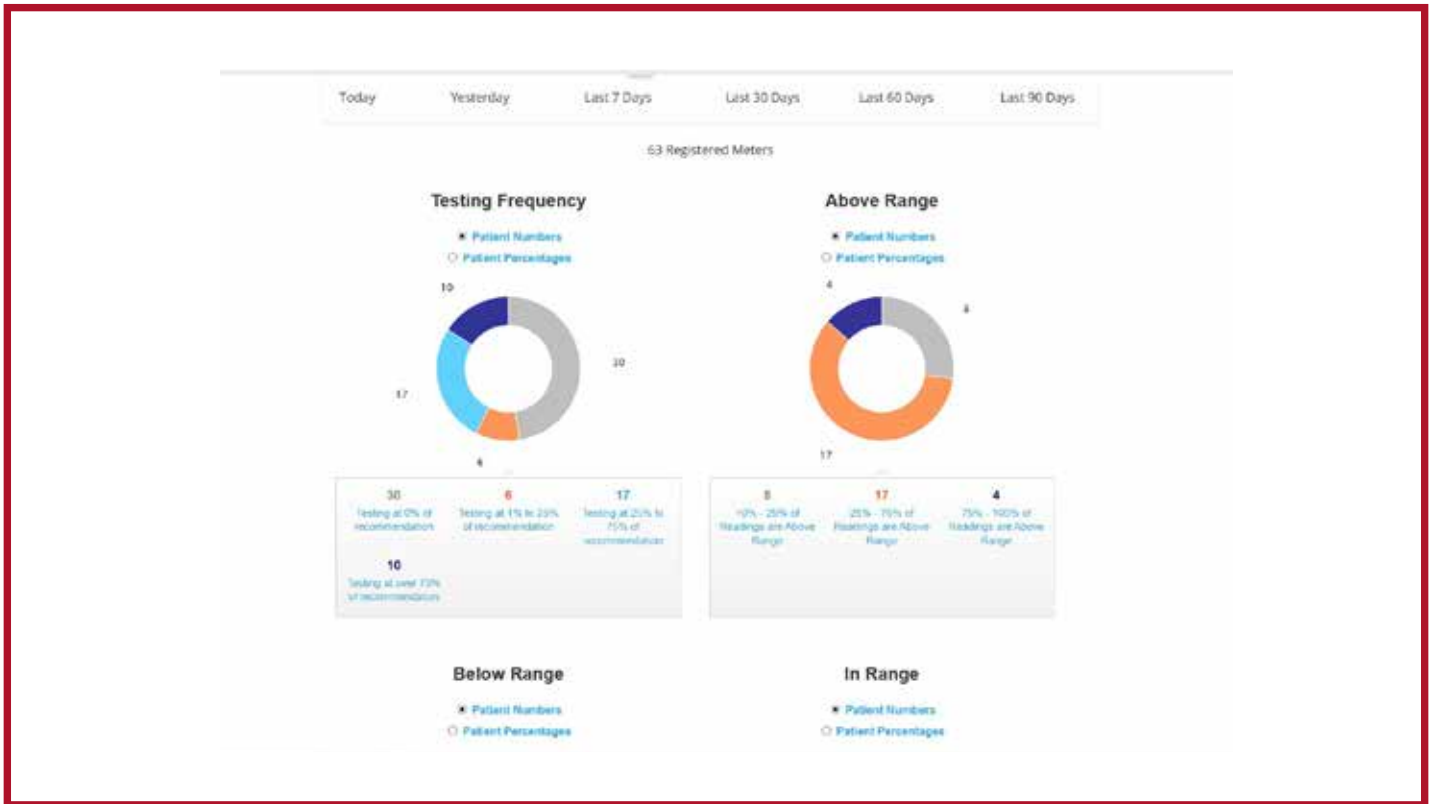 Today Yesterday Last 7 Days Last 30 Days Last 60 Days Last 90 Days
63 Registered Meters
Testing Frequency
Patient Numbers
Patient Percentages
10
30
17
6
30
Testing at 0% of
recommendation
6
Testing at 1% to 25%
of recommendation
17
Testing at 25% to
75% of
recommendation
10
Testing at over 75%
of recommendation
Above Range
Patient Numbers
Patient Percentages
4
8
17
8
10% - 25% of
Readings are Above
Range
17
25% - 75% of
Readings are Above
Range
4
75% - 100% of
Readings are Above
Range
Below Range
Patient Numbers
Patient Percentages
In Range
Patient Numbers
Patient Percentages